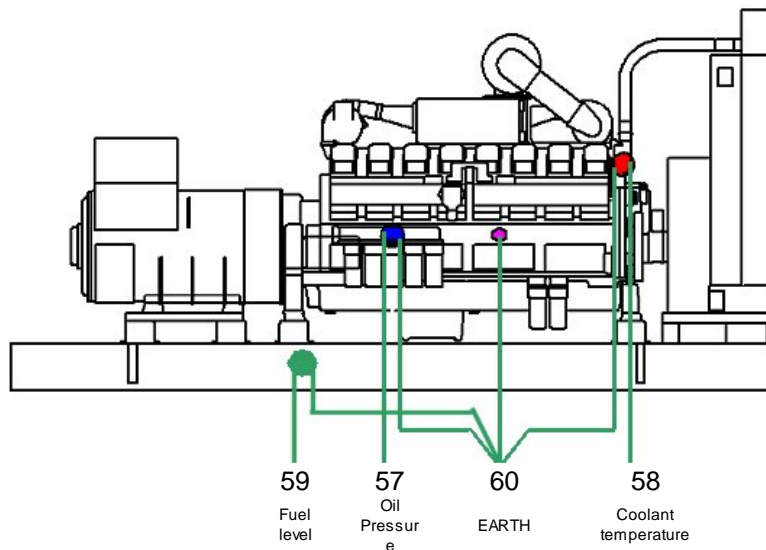 59
57
60
58
Fuel
level
Oil
Pressur
e
EARTH
Coolant
temperature